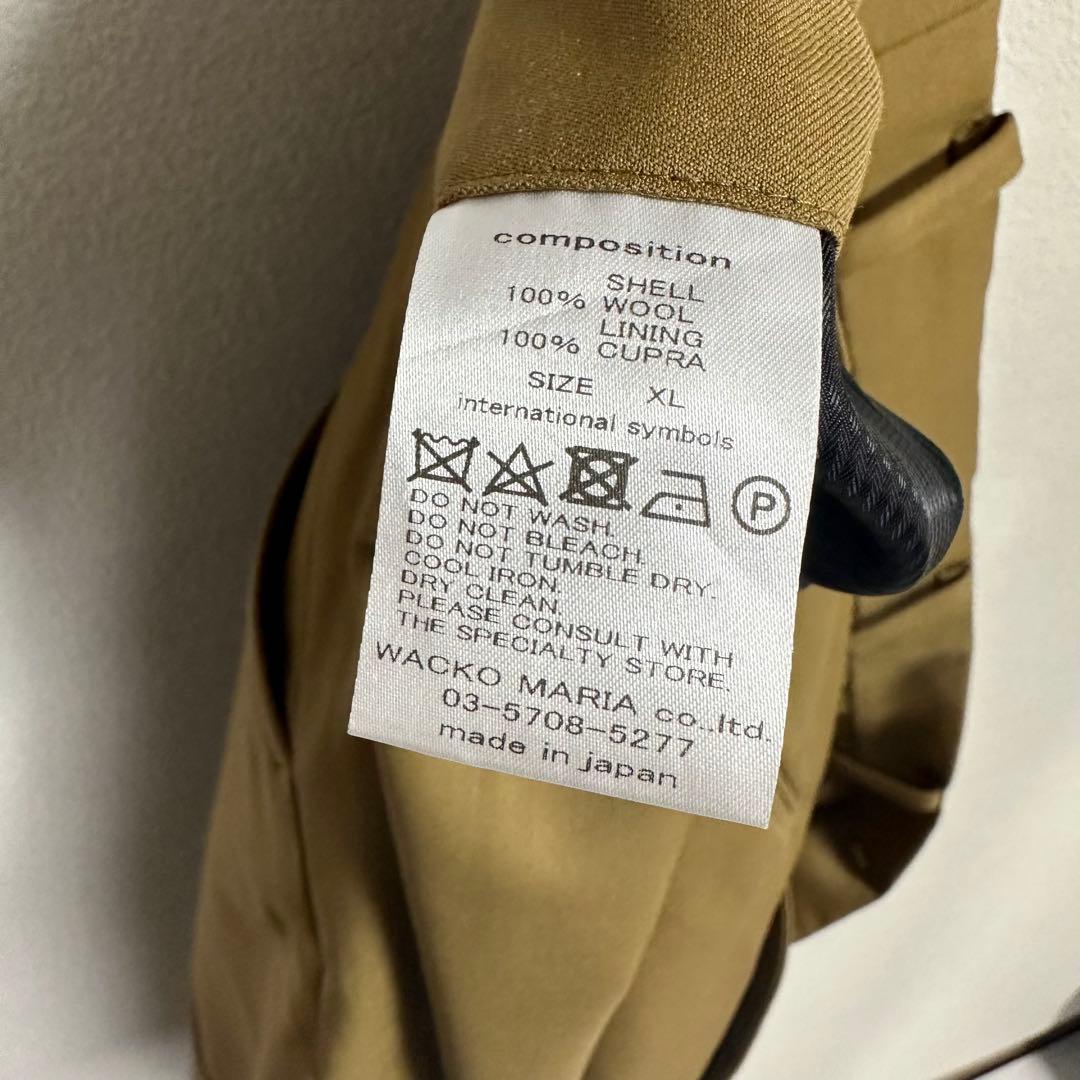 composition
SHELL
100% WOOL
LINING
100% CUPRA
SIZE XL
international symbols
P
DO NOT WASH.
DO NOT BLEACH.
DO NOT TUMBLE DRY.
COOL IRON.
DRY CLEAN.
PLEASE CONSULT WITH
THE SPECIALTY STORE.
WACKO MARIA co.,ltd.
03-5708-5277
made in japan